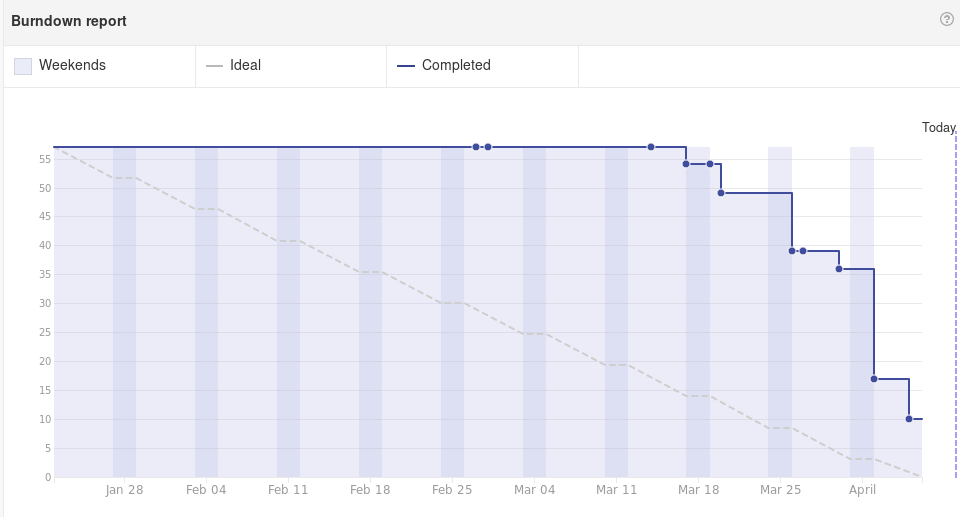 Burndown report
?
Weekends
Ideal
Completed
Today
55
50
45
40
35
30
25
20
15
10
5
0
Jan 28
Feb 04
Feb 11
Feb 18
Feb 25
Mar 04
Mar 11
Mar 18
Mar 25
April